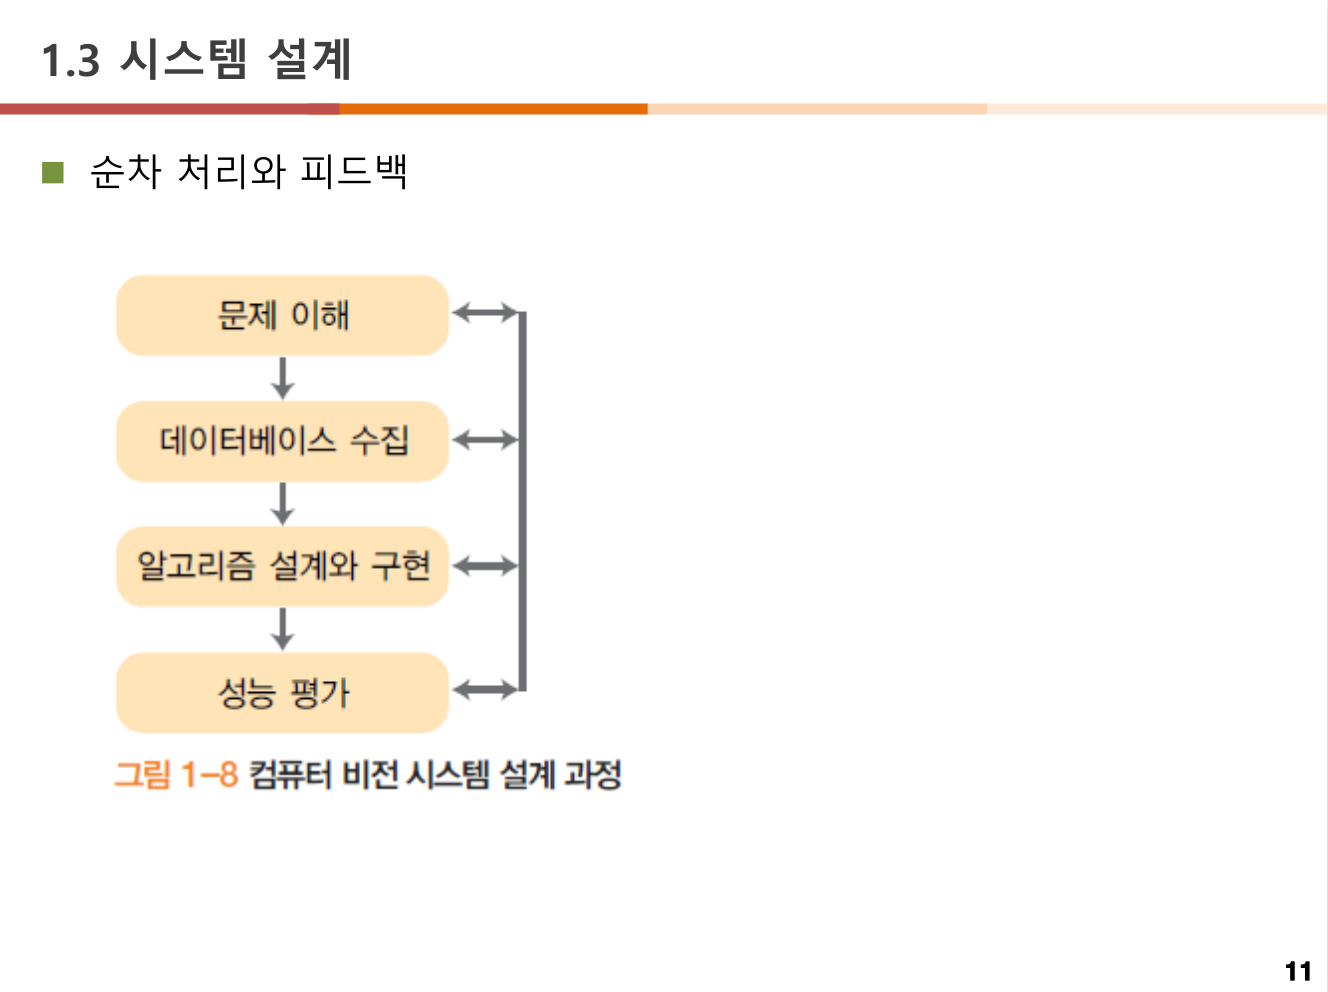 1.3 시스템 설계
순차 처리와 피드백
문제 이해
데이터베이스 수집
알고리즘 설계와 구현
성능 평가
그림 1–8 컴퓨터 비전 시스템 설계 과정
11